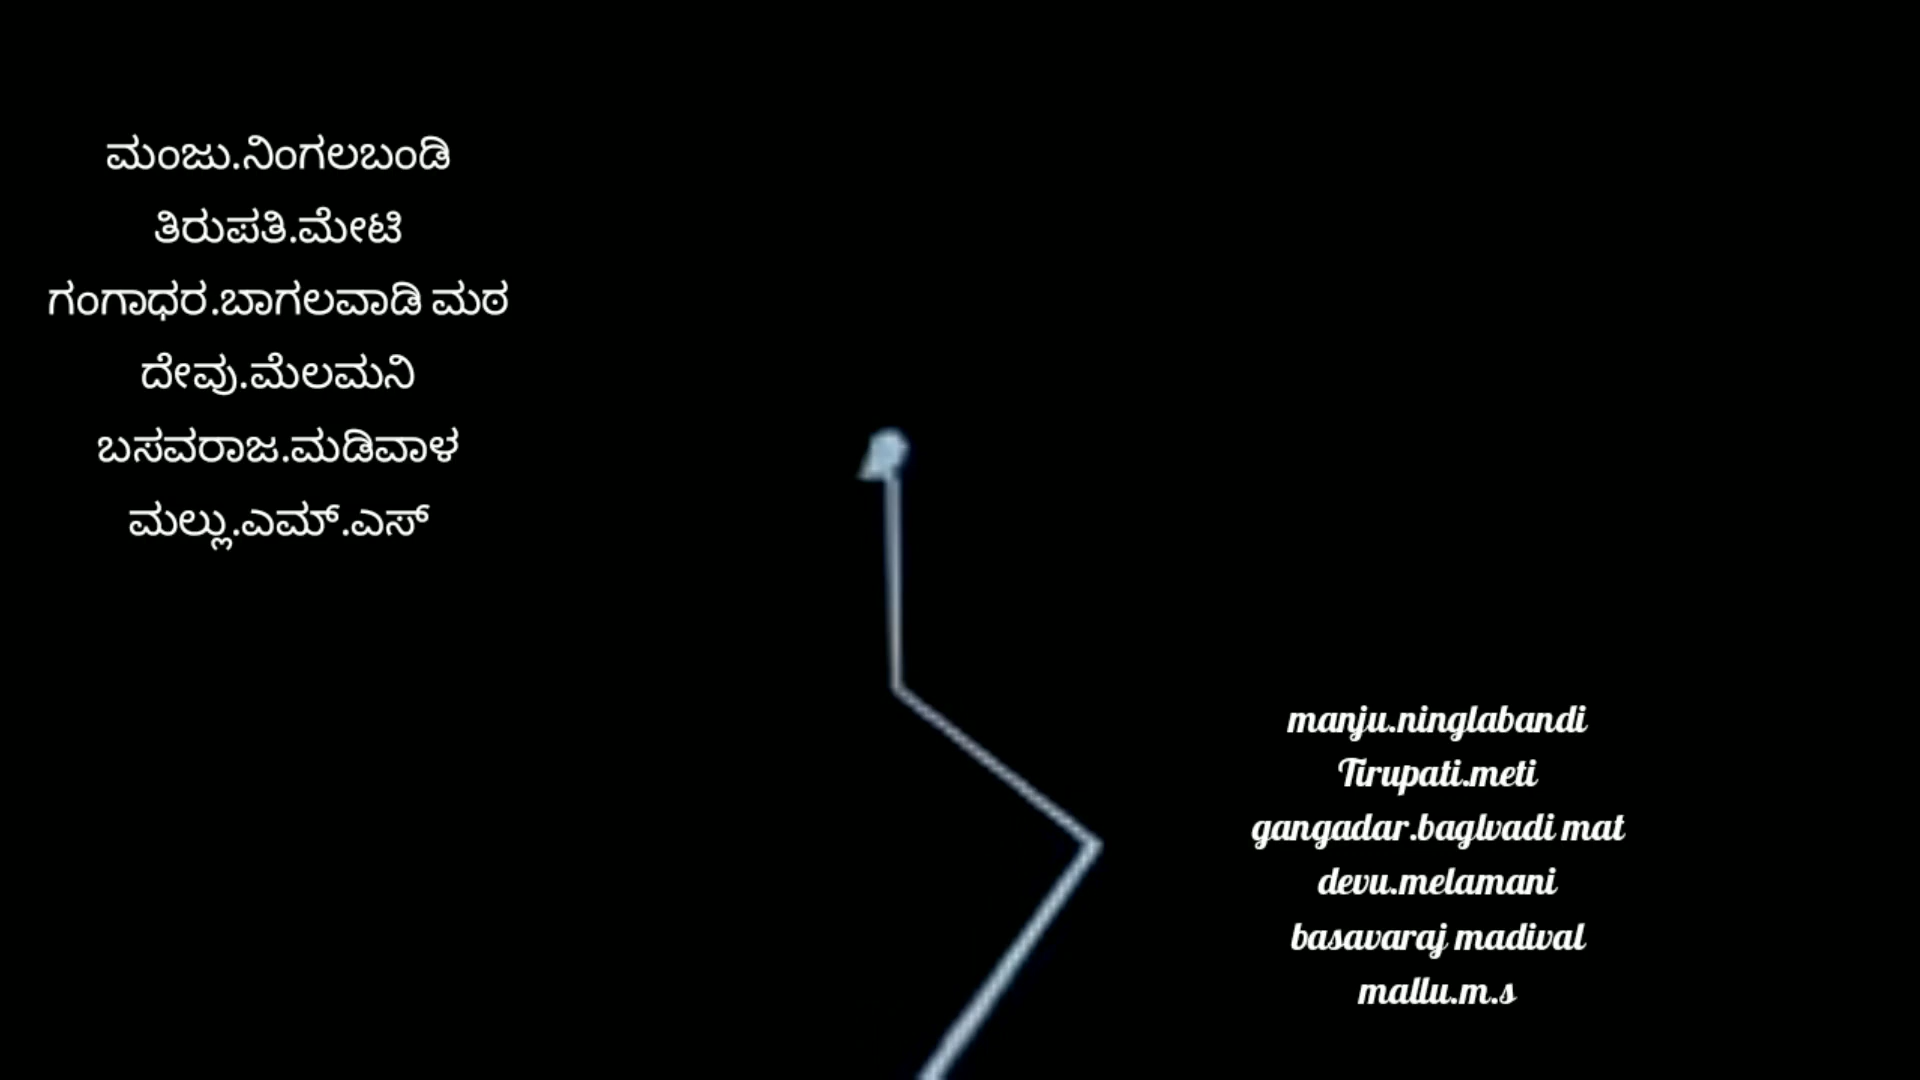 ಮಂಜು.ನಿಂಗಲಬಂಡಿ
ತಿರುಪತಿ.ಮೇಟಿ
ಗಂಗಾಧರ.ಬಾಗಲವಾಡಿ ಮಠ
ದೇವು.ಮೆಲಮನಿ
ಬಸವರಾಜ.ಮಡಿವಾಳ
ಮಲ್ಲು.ಎಮ್.ಎಸ್
manju.ninglabandi
Tirupati.meti
gangadar.baglvadi mat
devu.melamani
basavaraj madival
mallu.m.s